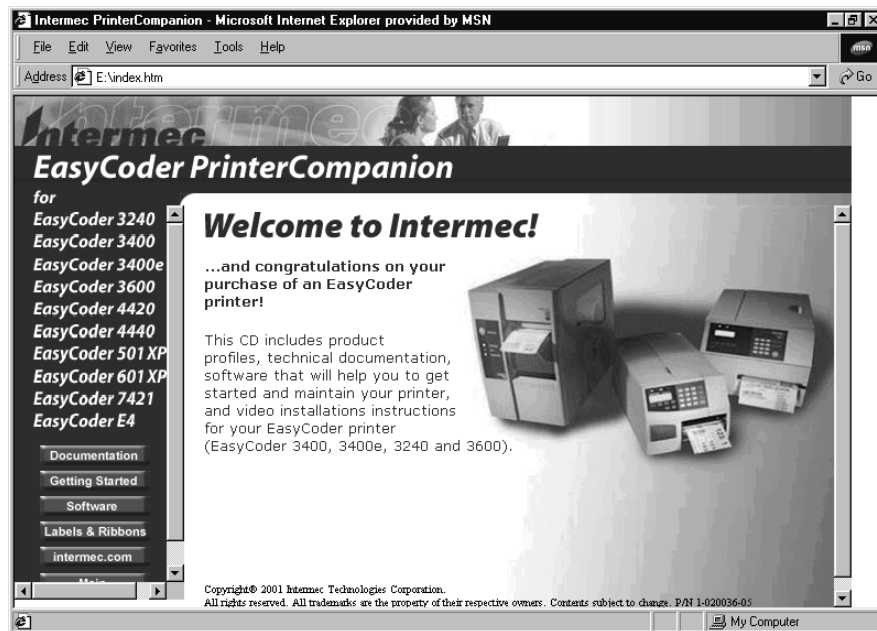 Intermec PrinterCompanion - Microsoft Internet Explorer provided by MSN
File Edit View Favorites Tools Help
msn
Address E:\index.htm Go
Intermec
EasyCoder PrinterCompanion
for
EasyCoder 3240
EasyCoder 3400
EasyCoder 3400e
EasyCoder 3600
EasyCoder 4420
EasyCoder 4440
EasyCoder 501 XP
EasyCoder 601 XP
EasyCoder 7421
EasyCoder E4
Documentation
Getting Started
Software
Labels & Ribbons
intermec.com
Main
Welcome to Intermec!
...and congratulations on your
purchase of an EasyCoder
printer!
This CD includes product
profiles, technical documentation,
software that will help you to get
started and maintain your printer,
and video installations instructions
for your EasyCoder printer
(EasyCoder 3400, 3400e, 3240 and 3600).
Copyright© 2001 Intermec Technologies Corporation.
All rights reserved. All trademarks are the property of their respective owners. Contents subject to change. P/N 1-020036-05
My Computer